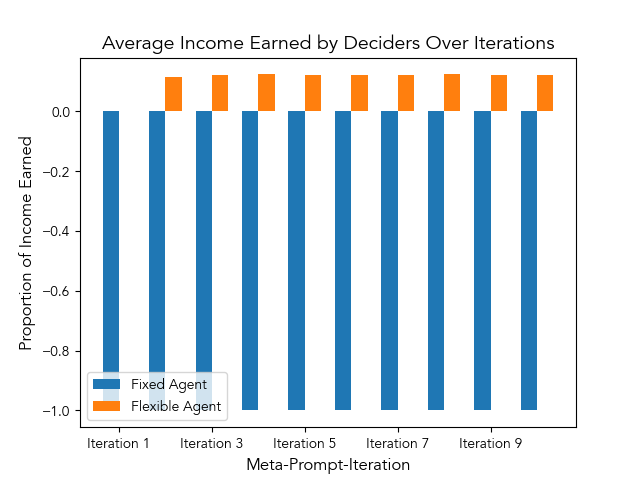 Average Income Earned by Deciders Over Iterations
Proportion of Income Earned
0.0
−0.2
−0.4
−0.6
−0.8
−1.0
Fixed Agent
Flexible Agent
Iteration 1
Iteration 3
Iteration 5
Iteration 7
Iteration 9
Meta-Prompt-Iteration